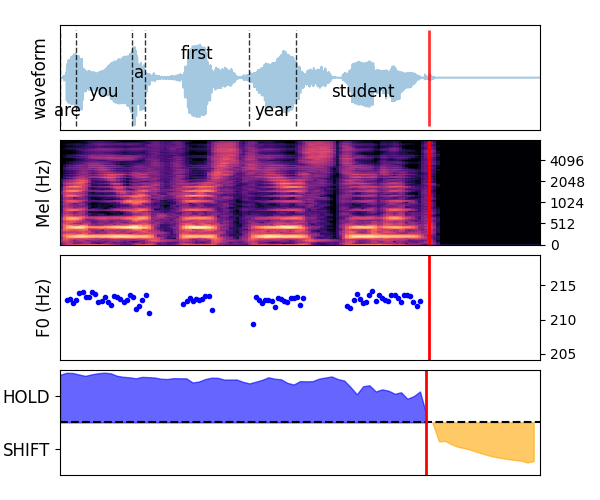 waveform
are
you
a
first
year
student
Mel (Hz)
4096
2048
1024
512
0
F0 (Hz)
215
210
205
HOLD
SHIFT